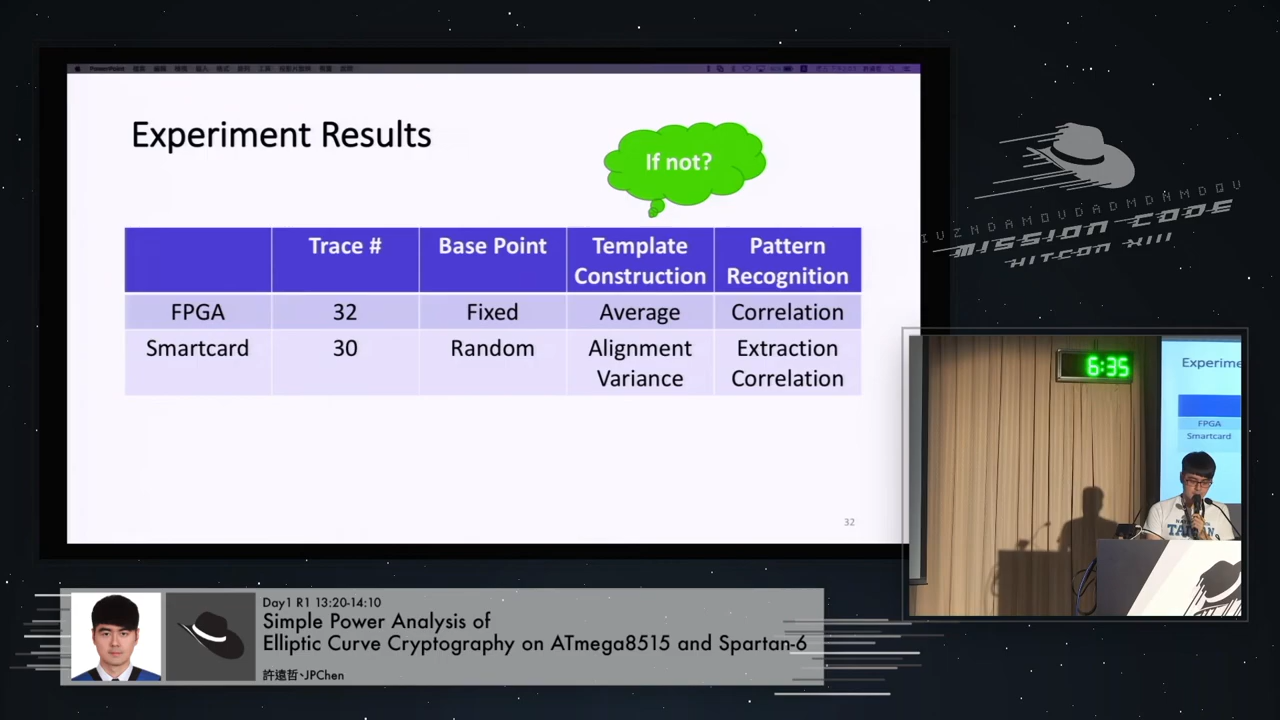 PowerPoint
Experiment Results
If not?
Trace #
Base Point
Template
Construction
Pattern
Recognition
FPGA
32
Fixed
Average
Correlation
Smartcard
30
Random
Alignment
Variance
Extraction
Correlation
32
MISSION CODE
HITCON XIII
6:35
Experime
FPGA
Smartcard
TAIWAN
Day1 R1 13:20-14:10
Simple Power Analysis of
Elliptic Curve Cryptography on ATmega8515 and Spartan-6
許遠哲、JPChen